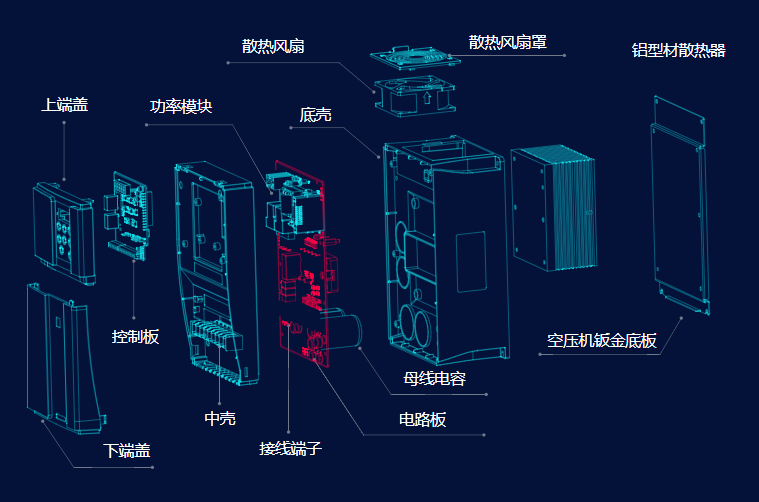 散热风扇
散热风扇罩
铝型材散热器
上端盖
功率模块
底壳
控制板
空压机钣金底板
母线电容
中壳
电路板
接线端子
下端盖